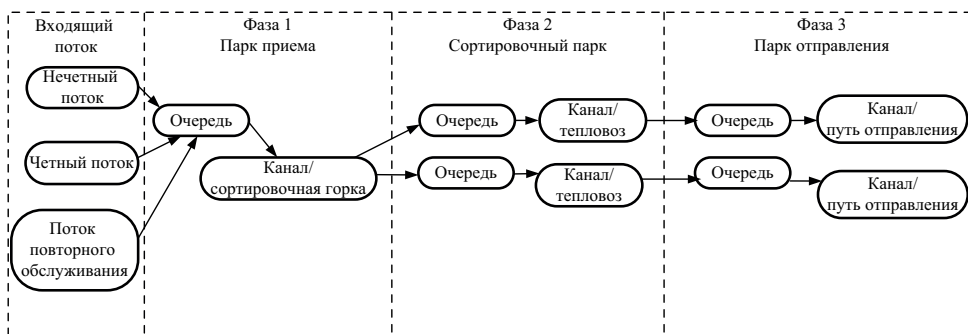 Входящий
поток
Нечетный
поток
Четный поток
Поток
повторного
обслуживания
Фаза 1
Парк приема
Очередь
Канал/
сортировочная горка
Фаза 2
Сортировочный парк
Очередь
Канал/
тепловоз
Очередь
Канал/
тепловоз
Фаза 3
Парк отправления
Очередь
Канал/
путь отправления
Очередь
Канал/
путь отправления